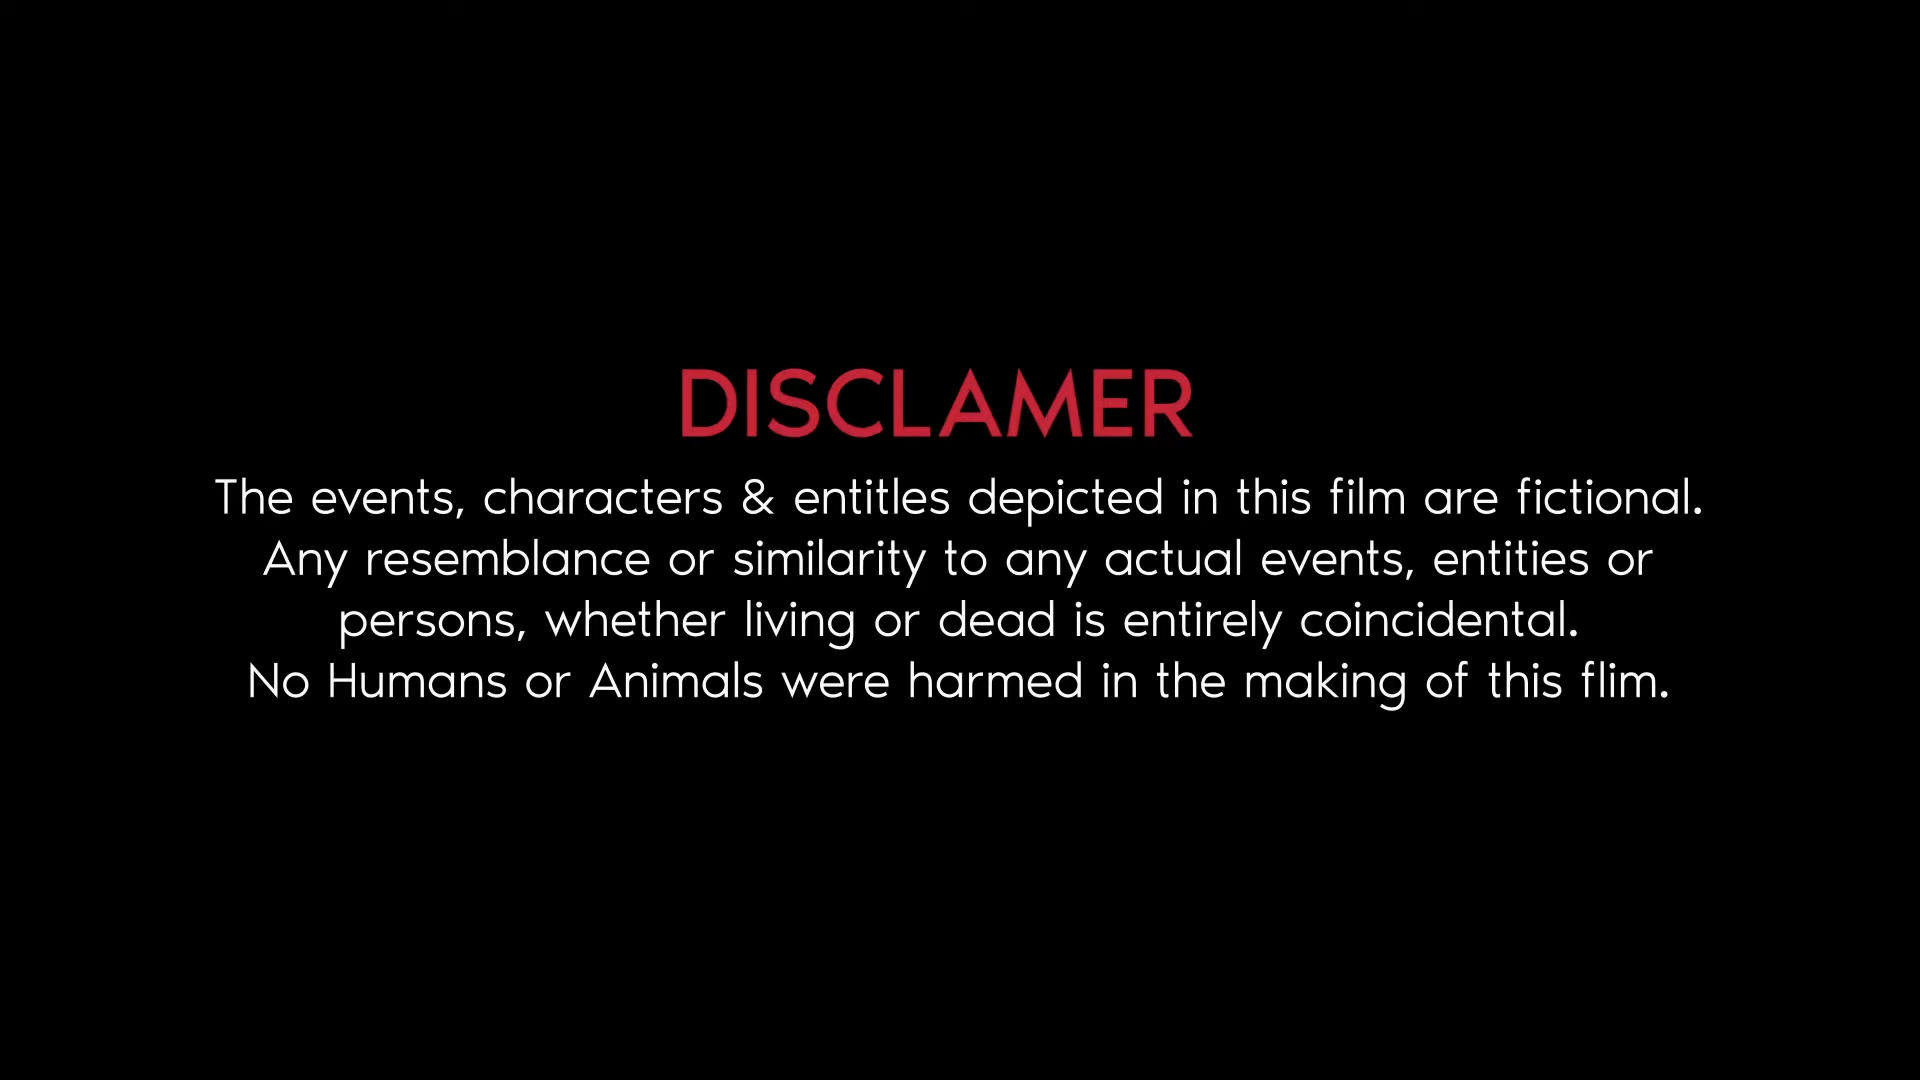 DISCLAMER
The events, characters & entitles depicted in this film are fictional.
Any resemblance or similarity to any actual events, entities or
persons, whether living or dead is entirely coincidental.
No Humans or Animals were harmed in the making of this flim.